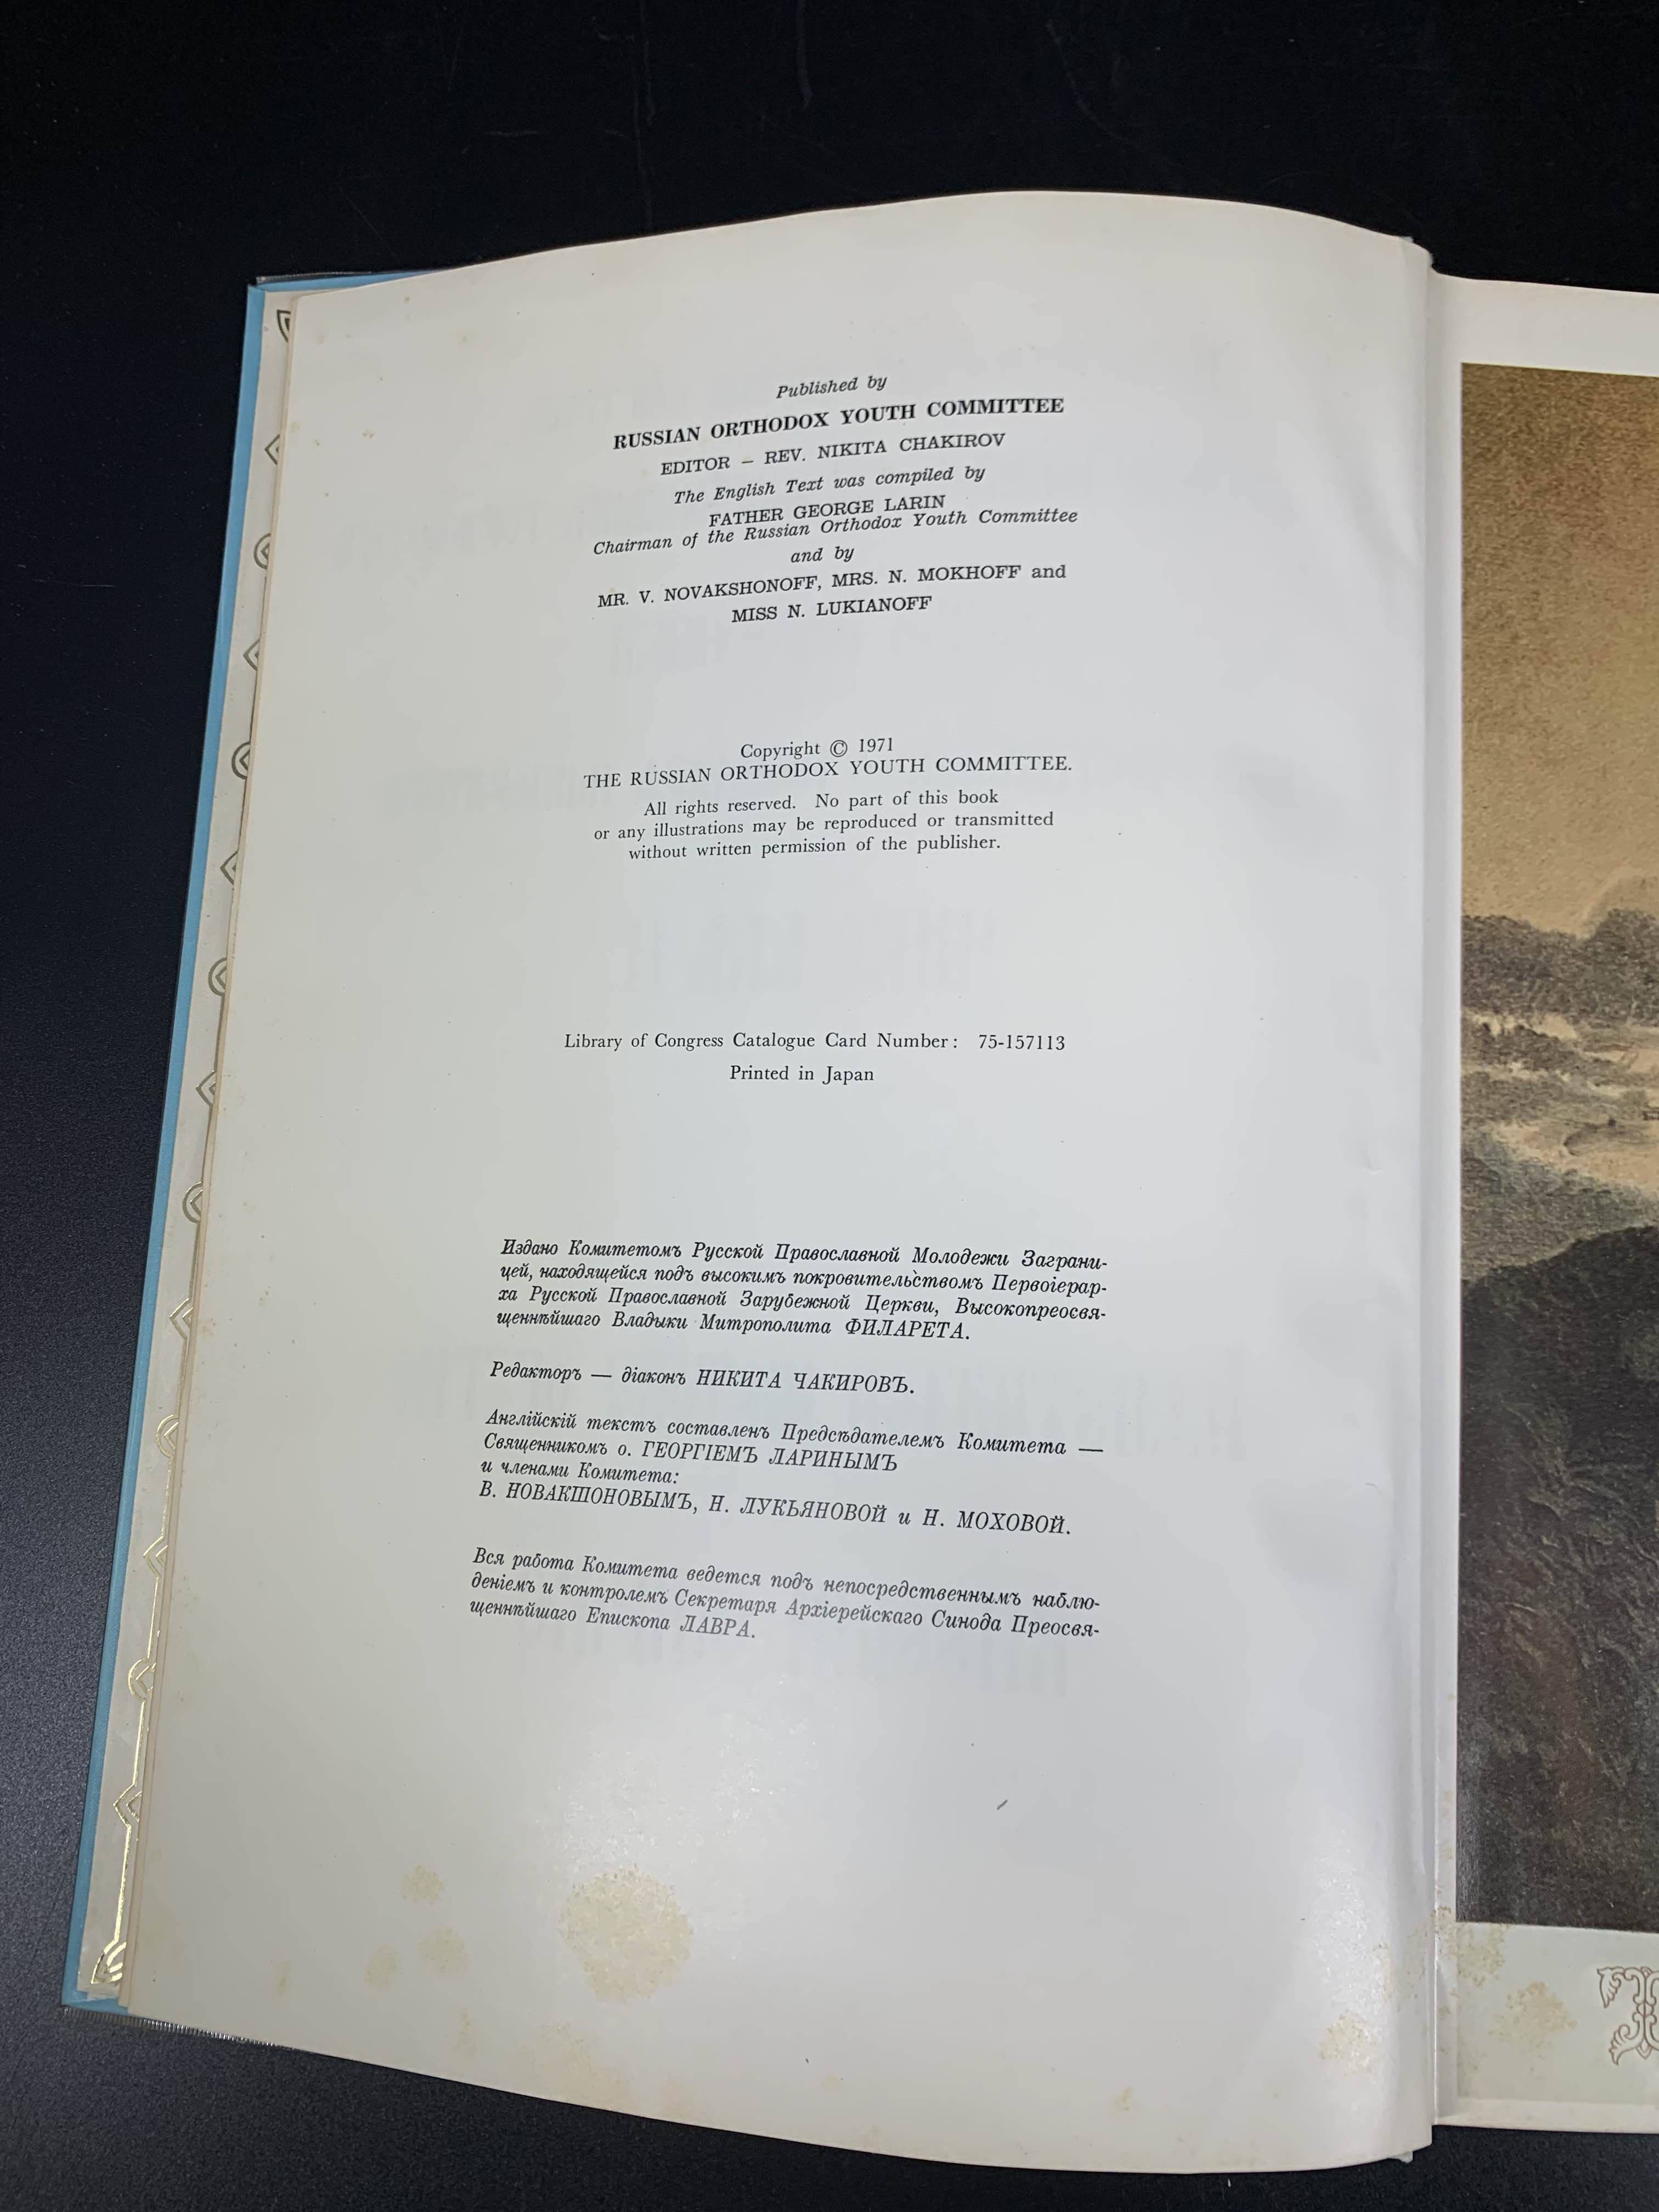 Published by
RUSSIAN ORTHODOX YOUTH COMMITTEE
EDITOR – REV. NIKITA CHAKIROV
The English Text was compiled by
FATHER GEORGE LARIN
Chairman of the Russian Orthodox Youth Committee
and by
MR. V. NOVAKSHONOFF, MRS. N. MOKHOFF and
MISS N. LUKIANOFF
Copyright © 1971
THE RUSSIAN ORTHODOX YOUTH COMMITTEE.
All rights reserved. No part of this book
or any illustrations may be reproduced or transmitted
without written permission of the publisher.
Library of Congress Catalogue Card Number: 75-157113
Printed in Japan
Издано Комитетомъ Русской Православной Молодежи Заграни-
цей, находящейся подъ высокимъ покровительствомъ Первоіерар-
ха Русской Православной Зарубежной Церкви, Высокопреосвя-
щеннѣйшаго Владыки Митрополита ФИЛАРЕТА.
Редакторъ — діаконъ НИКИТА ЧАКИРОВЪ.
Англійскій текстъ составленъ Предсѣдателемъ Комитета —
Священникомъ о. ГЕОРГІЕМЪ ЛАРИНЫМЪ
и членами Комитета:
В. НОВАКШОНОВЫМЪ, Н. ЛУКЬЯНОВОЙ и Н. МОХОВОЙ.
Вся работа Комитета ведется подъ непосредственнымъ наблю-
деніемъ и контролемъ Секретаря Архіерейскаго Синода Преосвя-
щеннѣйшаго Епископа ЛАВРА.